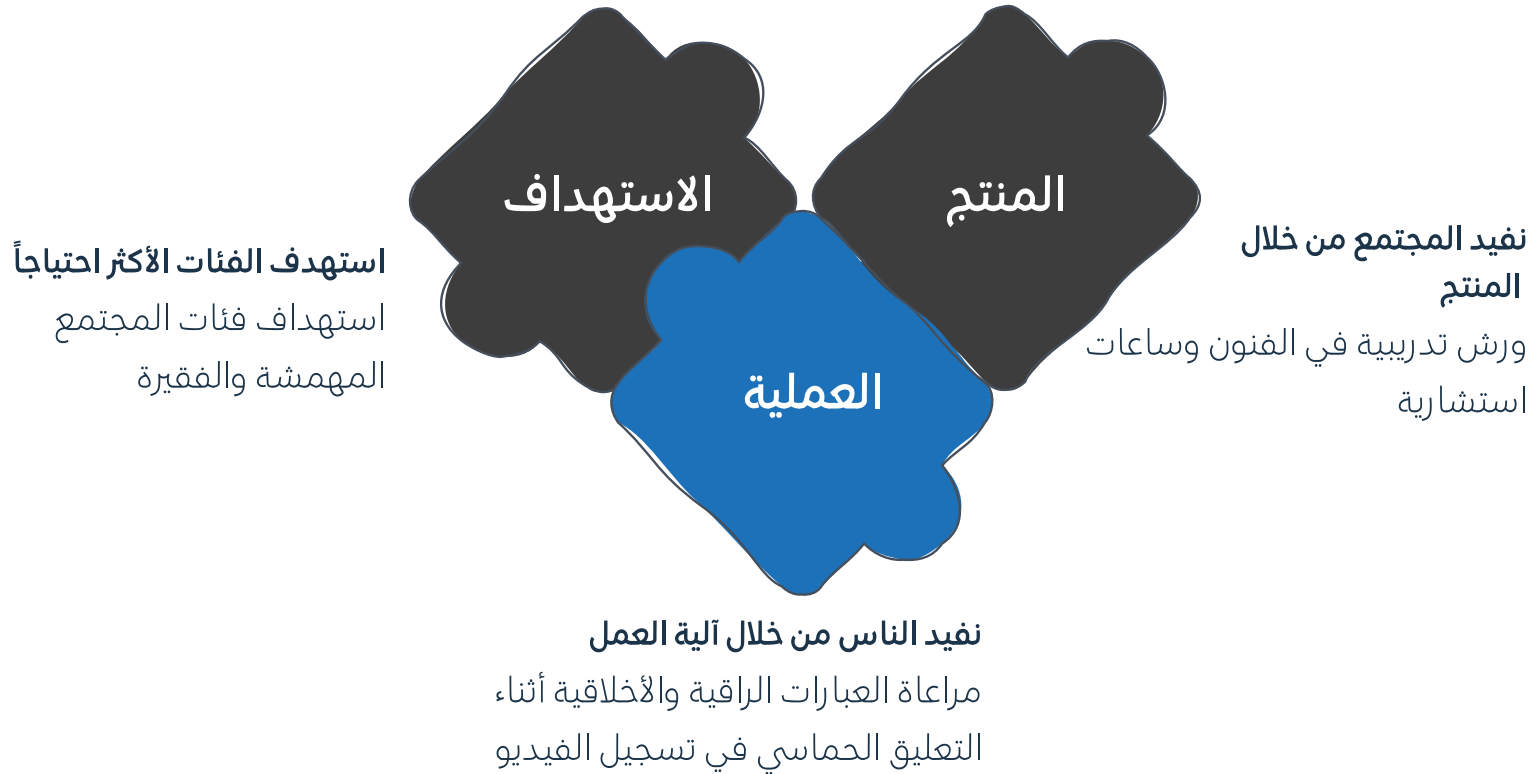 المنتج
نفيد المجتمع من خلال
المنتج
ورش تدريبية في الفنون وساعات
استشارية
الاستهداف
استهدف الفئات الأكثر احتياجاً
استهداف فئات المجتمع
المهمشة والفقيرة
العملية
نفيد الناس من خلال آلية العمل
مراعاة العبارات الراقية والأخلاقية أثناء
التعليق الحماسي في تسجيل الفيديو